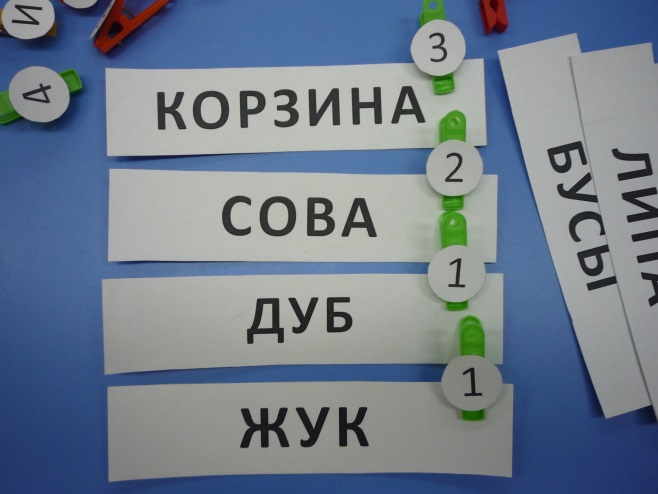 И
4
КОРЗИНА 3
СОВА 2
ДУБ 1
ЖУК 1
БУСЫ
ЛИПА